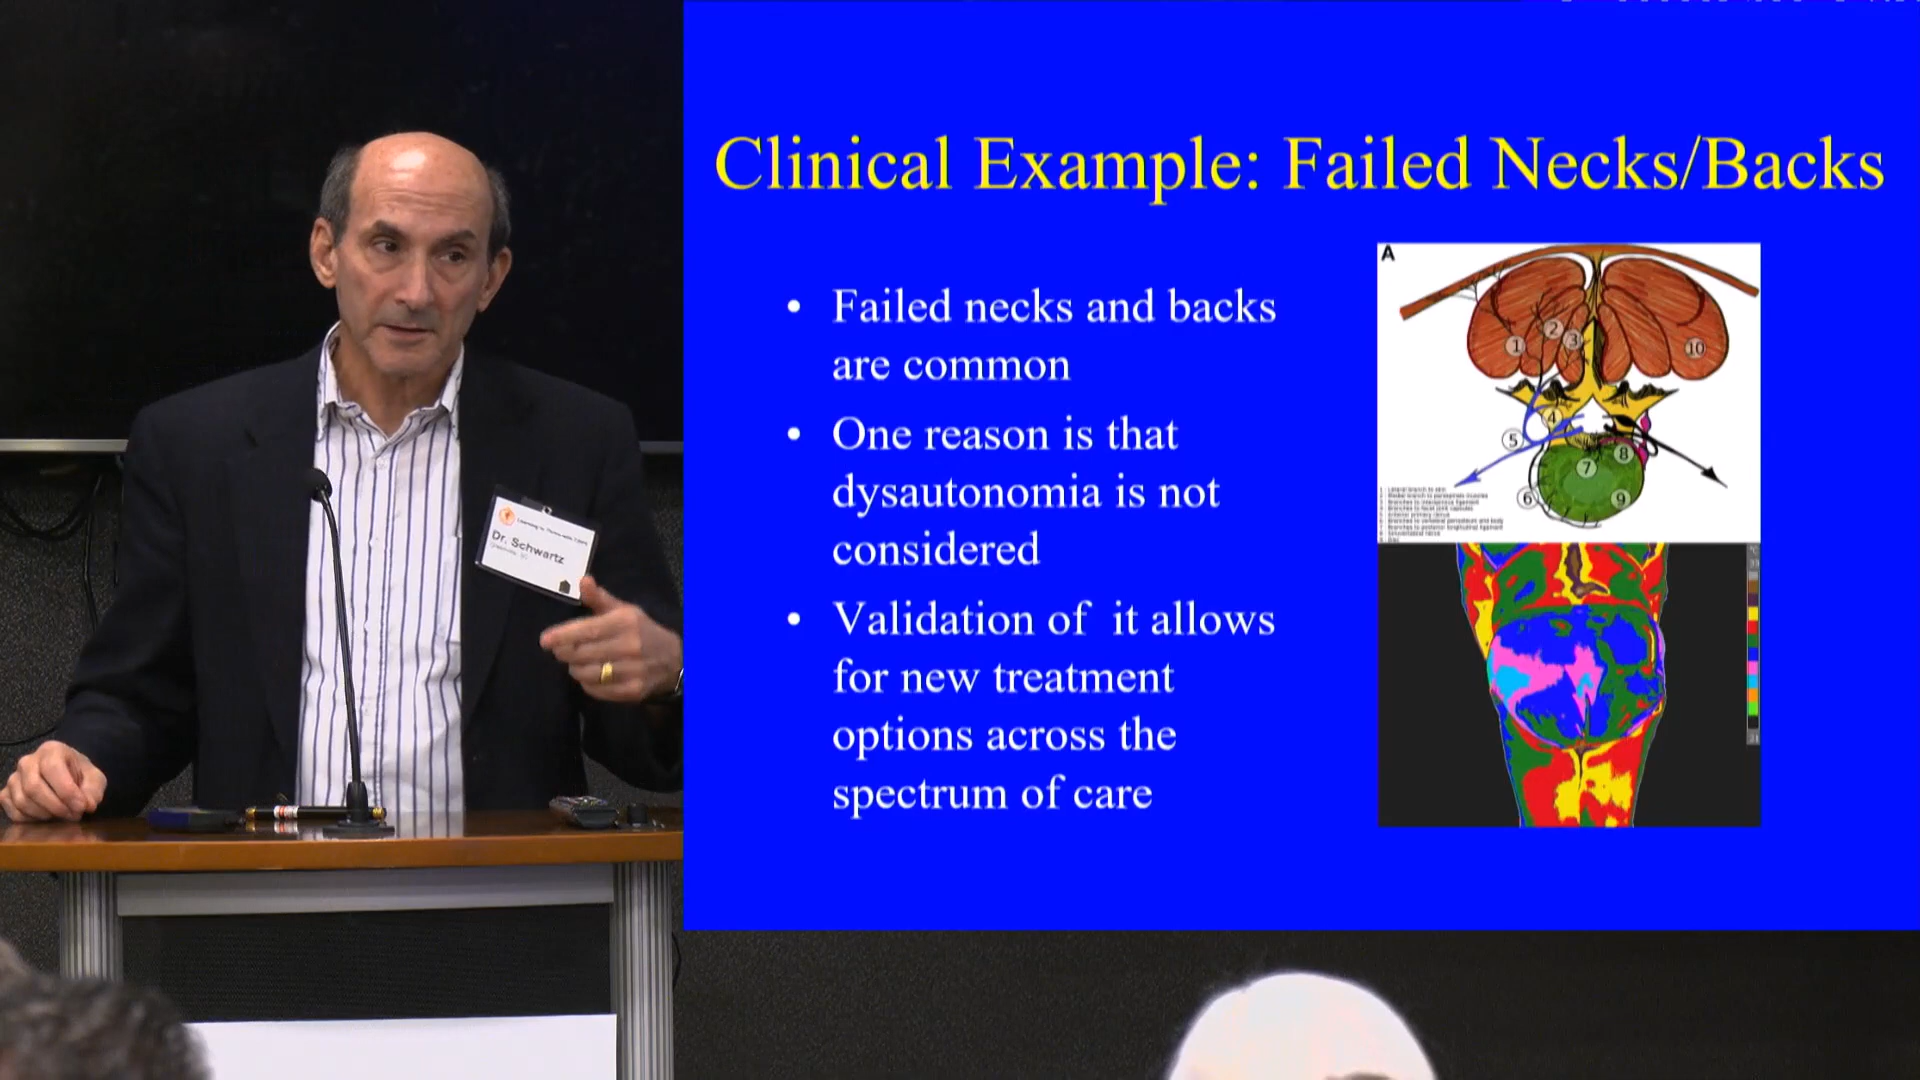 Clinical Example: Failed Necks/Backs
• Failed necks and backs
are common
• One reason is that
dysautonomia is not
considered
• Validation of it allows
for new treatment
options across the
spectrum of care
A
1
2
3
10
4
5
8
7
6
9
Dr. Schwartz